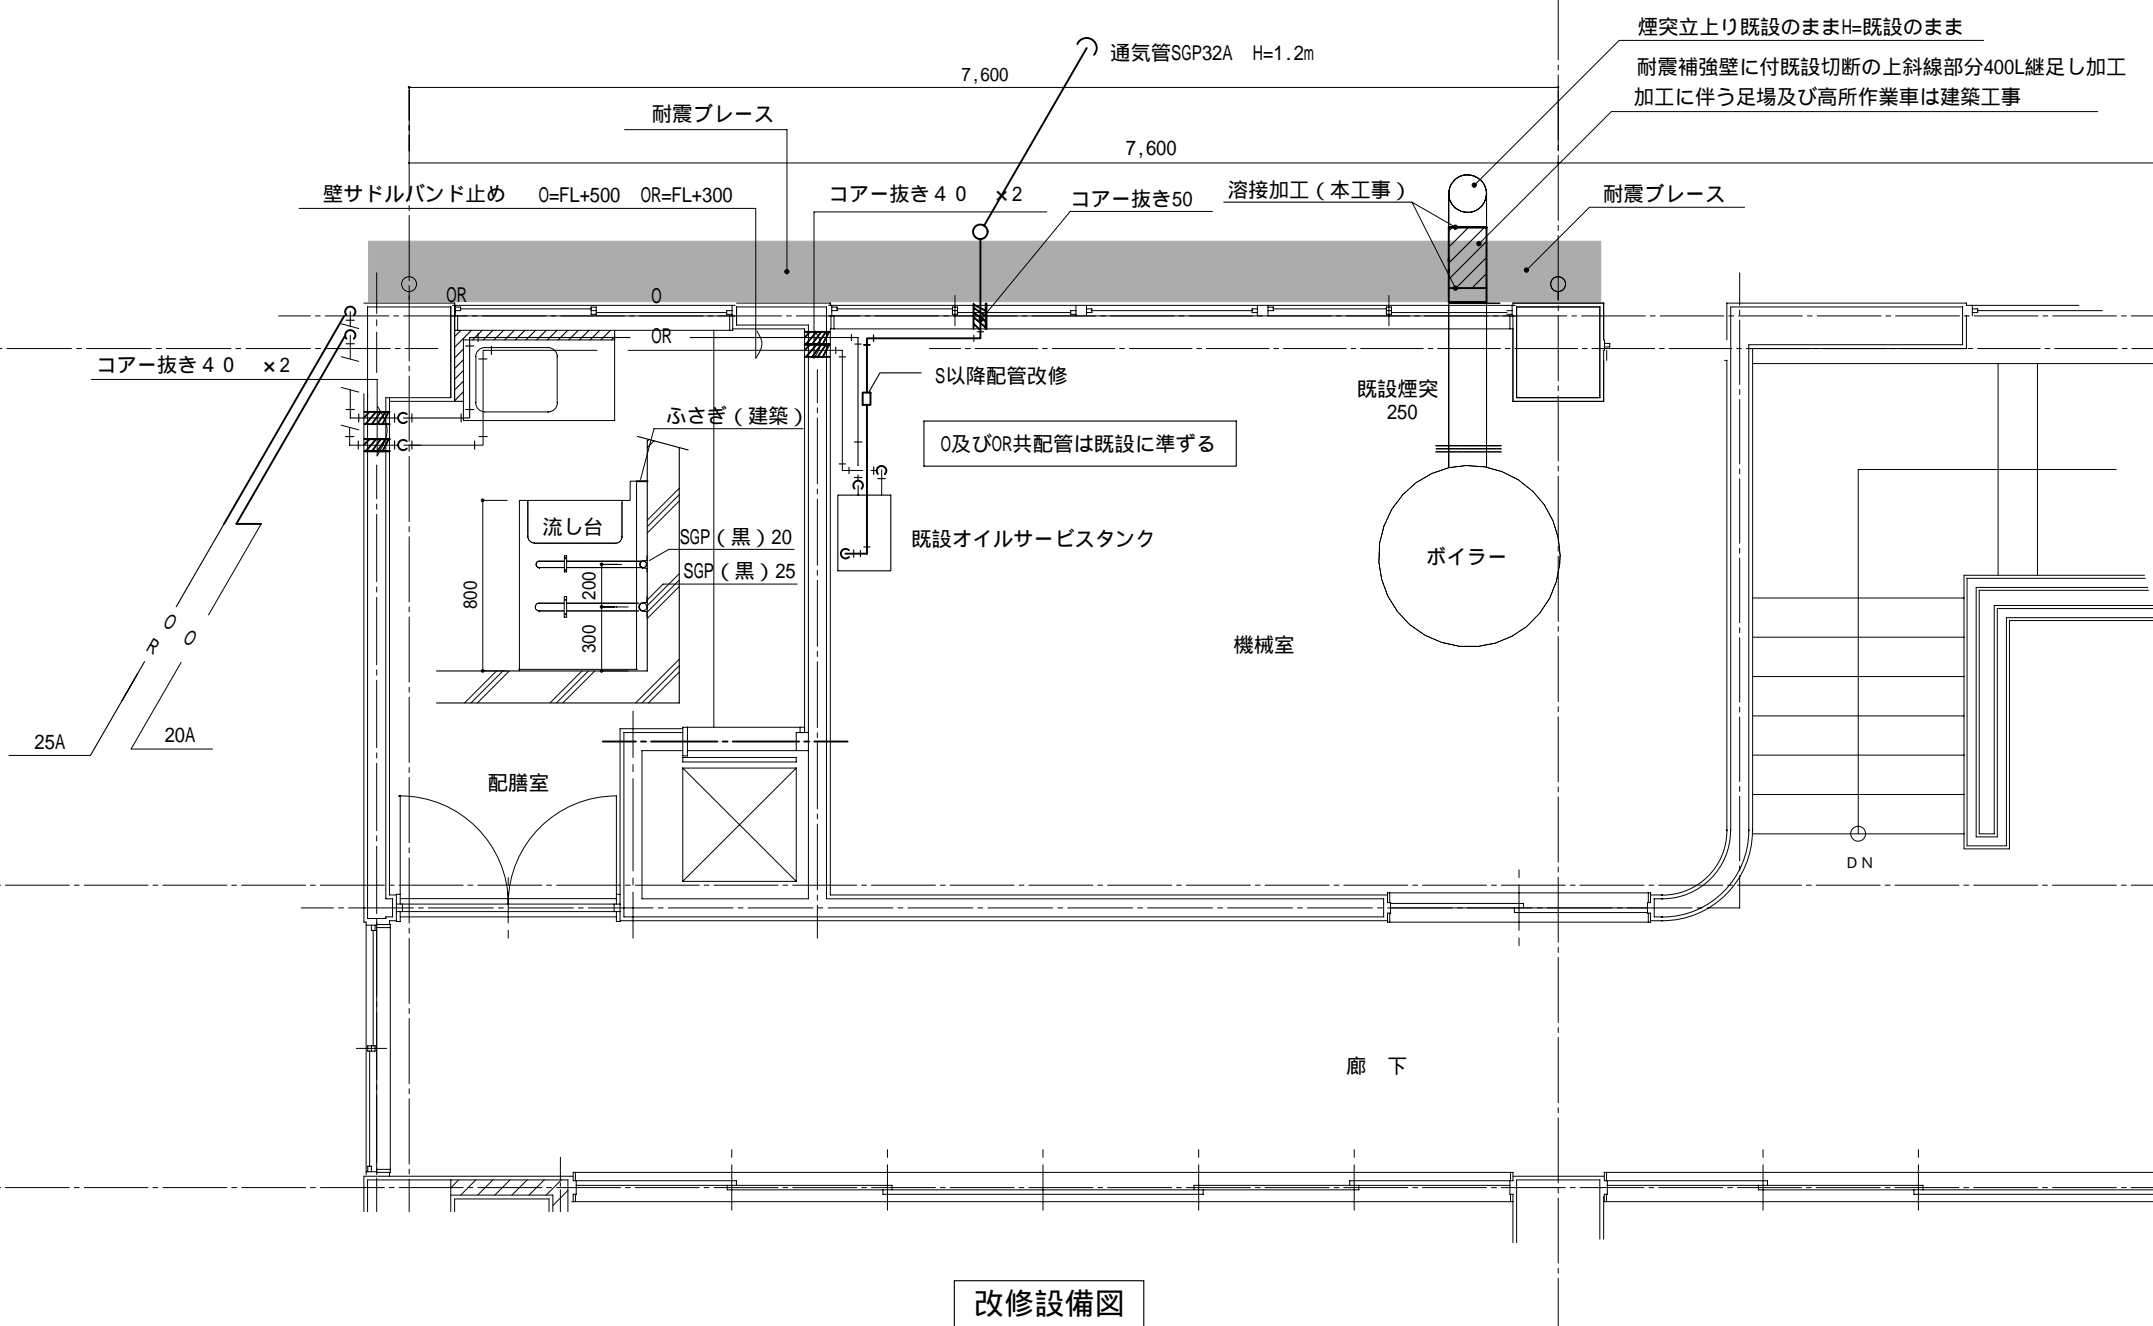 煙突立上り既設のままH=既設のまま
通気管SGP32A H=1.2m
耐震補強壁に付既設切断の上斜線部分400L継足し加工
7,600
加工に伴う足場及び高所作業車は建築工事
耐震ブレース
7,600
壁サドルバンド止め O=FL+500 OR=FL+300
コアー抜き40 ×2
コアー抜き50
溶接加工(本工事)
耐震ブレース
OR
O
OR
コアー抜き40 ×2
S以降配管改修
既設煙突
250
ふさぎ(建築)
O及びOR共配管は既設に準ずる
流し台
SGP(黒)20
既設オイルサービスタンク
ボイラー
SGP(黒)25
800
200
300
O
R
O
機械室
25A
20A
配膳室
DN
廊 下
改修設備図